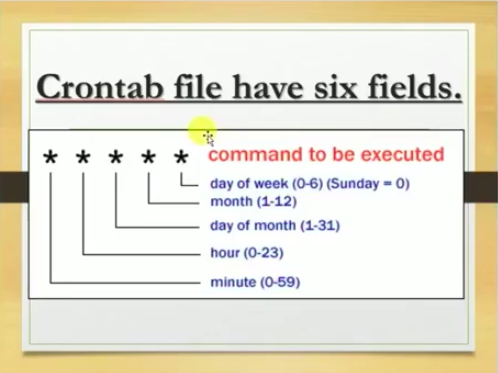 Crontab file have six fields.
* * * * * command to be executed
day of week (0-6) (Sunday = 0)
month (1-12)
day of month (1-31)
hour (0-23)
minute (0-59)